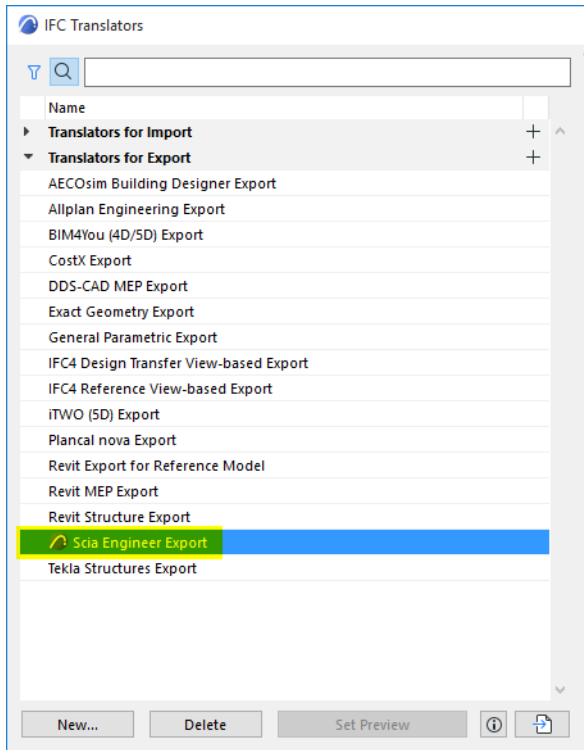 IFC Translators
Name
Translators for Import
Translators for Export
AECOsim Building Designer Export
Allplan Engineering Export
BIM4You (4D/5D) Export
CostX Export
DDS-CAD MEP Export
Exact Geometry Export
General Parametric Export
IFC4 Design Transfer View-based Export
IFC4 Reference View-based Export
iTWO (5D) Export
Plancal nova Export
Revit Export for Reference Model
Revit MEP Export
Revit Structure Export
Scia Engineer Export
Tekla Structures Export
New... Delete Set Preview